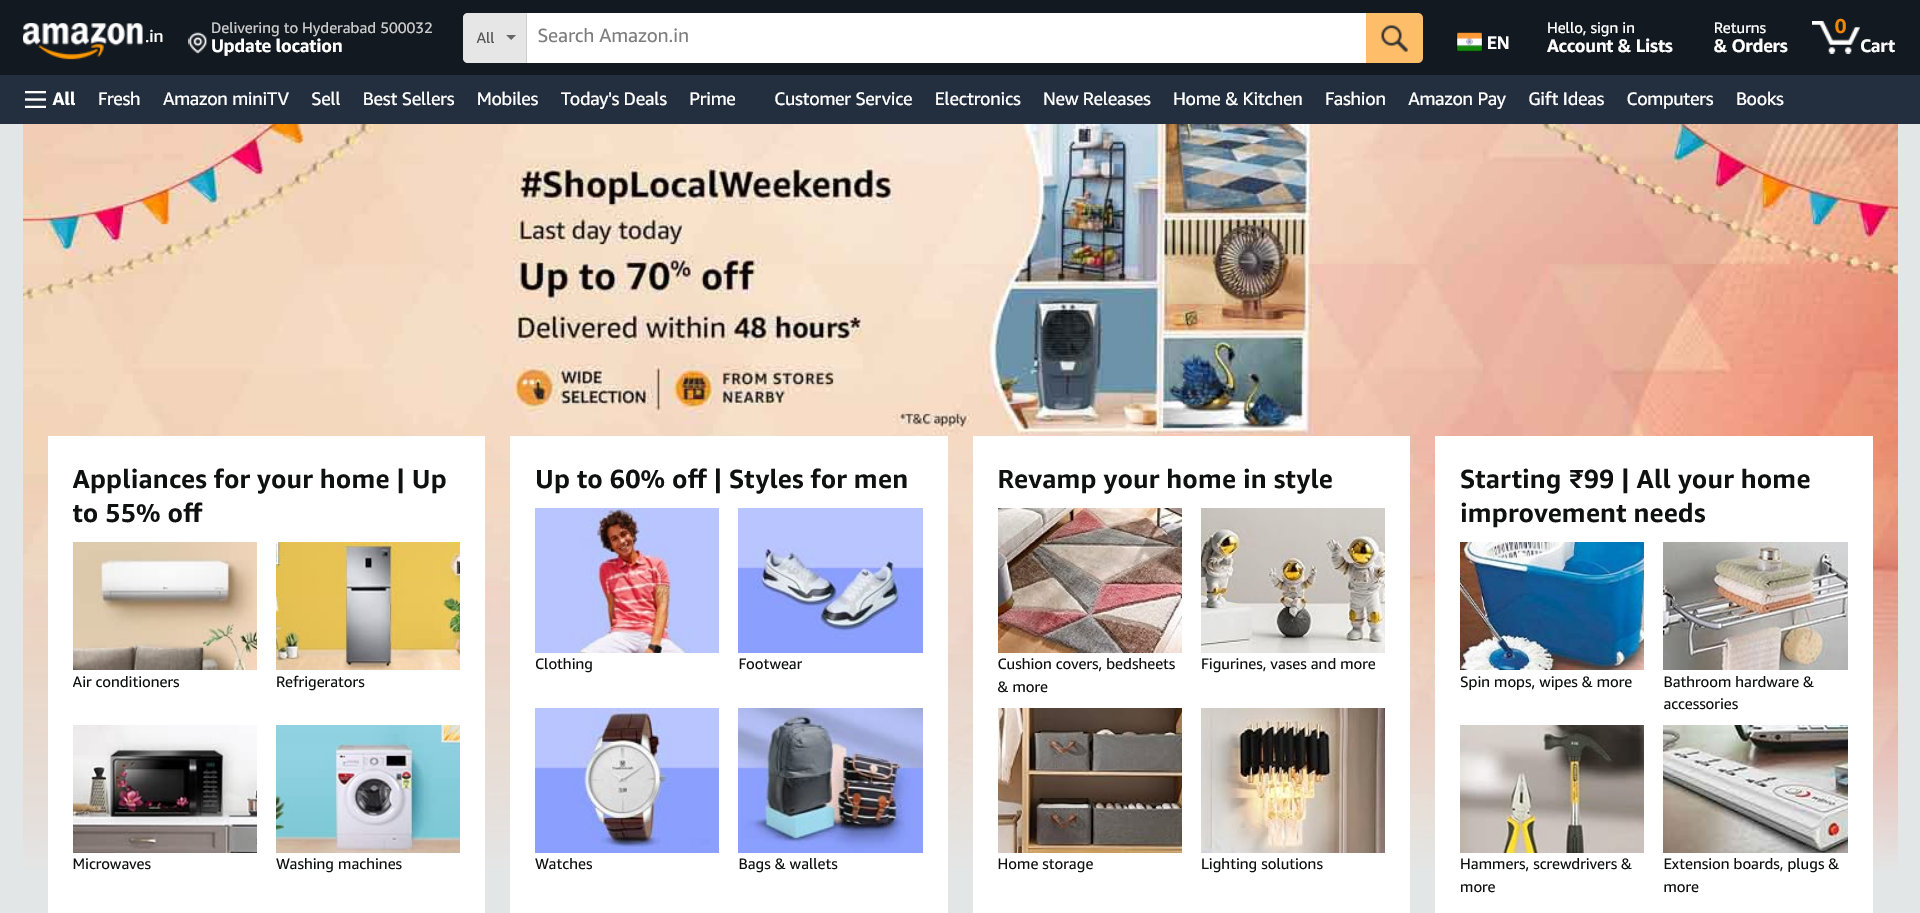 amazon.in
Delivering to Hyderabad 500032
Update location
All
Search Amazon.in
EN
Hello, sign in
Account & Lists
Returns
& Orders
0
Cart
All Fresh Amazon miniTV Sell Best Sellers Mobiles Today's Deals Prime Customer Service Electronics New Releases Home & Kitchen Fashion Amazon Pay Gift Ideas Computers Books
#ShopLocalWeekends
Last day today
Up to 70% off
Delivered within 48 hours*
WIDE
SELECTION
FROM STORES
NEARBY
*T&C apply
Appliances for your home | Up
to 55% off
Air conditioners
Refrigerators
Microwaves
Washing machines
Up to 60% off | Styles for men
Clothing
Footwear
Watches
Bags & wallets
Revamp your home in style
Cushion covers, bedsheets
& more
Figurines, vases and more
Home storage
Lighting solutions
Starting ₹99 | All your home
improvement needs
Spin mops, wipes & more
Bathroom hardware &
accessories
Hammers, screwdrivers &
more
Extension boards, plugs &
more